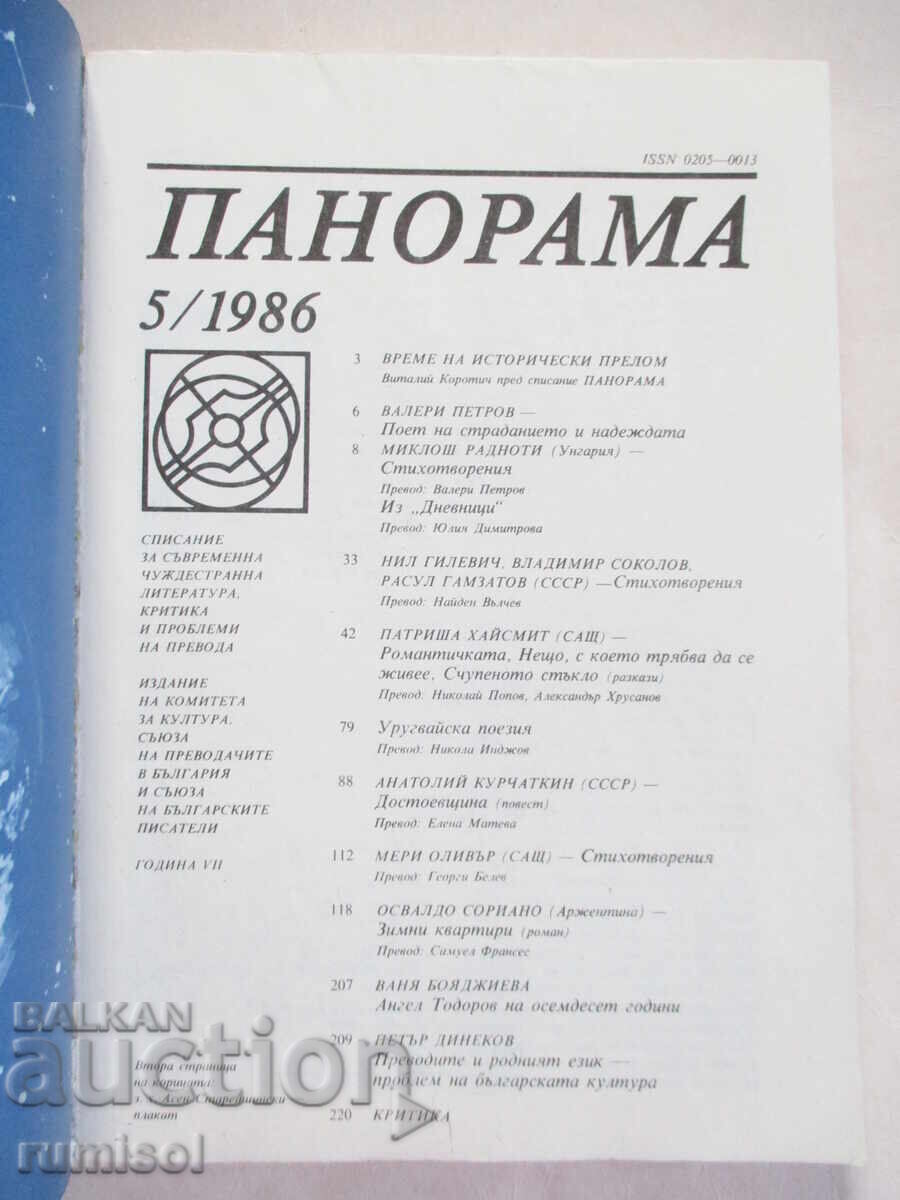 ISSN 0205—0013
ПАНОРАМА
5/1986
СПИСАНИЕ
ЗА СЪВРЕМЕННА
ЧУЖДЕСТРАННА
ЛИТЕРАТУРА,
КРИТИКА
И ПРОБЛЕМИ
НА ПРЕВОДА
ИЗДАНИЕ
НА КОМИТЕТА
ЗА КУЛТУРА,
СЪЮЗА
НА ПРЕВОДАЧИТЕ
В БЪЛГАРИЯ
И СЪЮЗА
НА БЪЛГАРСКИТЕ
ПИСАТЕЛИ
ГОДИНА VII
Втора страница
на корицата:
з. х. Асен Старейшински
плакат
3 ВРЕМЕ НА ИСТОРИЧЕСКИ ПРЕЛОМ
Виталий Коротич пред списание ПАНОРАМА
6 ВАЛЕРИ ПЕТРОВ —
Поет на страданието и надеждата
8 МИКЛОШ РАДНОТИ (Унгария) —
Стихотворения
Превод: Валери Петров
Из „Дневници“
Превод: Юлия Димитрова
33 НИЛ ГИЛЕВИЧ, ВЛАДИМИР СОКОЛОВ,
РАСУЛ ГАМЗАТОВ (СССР) — Стихотворения
Превод: Найден Вълчев
42 ПАТРИША ХАЙСМИТ (САЩ) —
Романтичката, Нещо, с което трябва да се
живее, Счупеното стъкло (разкази)
Превод: Николай Попов, Александър Хрусанов
79 Уругвайска поезия
Превод: Никола Инджов
88 АНАТОЛИЙ КУРЧАТКИН (СССР) —
Достоевщина (повест)
Превод: Елена Матева
112 МЕРИ ОЛИВЪР (САЩ) — Стихотворения
Превод: Георги Белев
118 ОСВАЛДО СОРИАНО (Аржентина) —
Зимни квартири (роман)
Превод: Самуел Франсес
207 ВАНЯ БОЯДЖИЕВА
Ангел Тодоров на осемдесет години
209 ПЕТЪР ДИНЕКОВ
Преводите и родният език —
проблем на българската култура
220 КРИТИКА
BALKAN
auction
rumisol